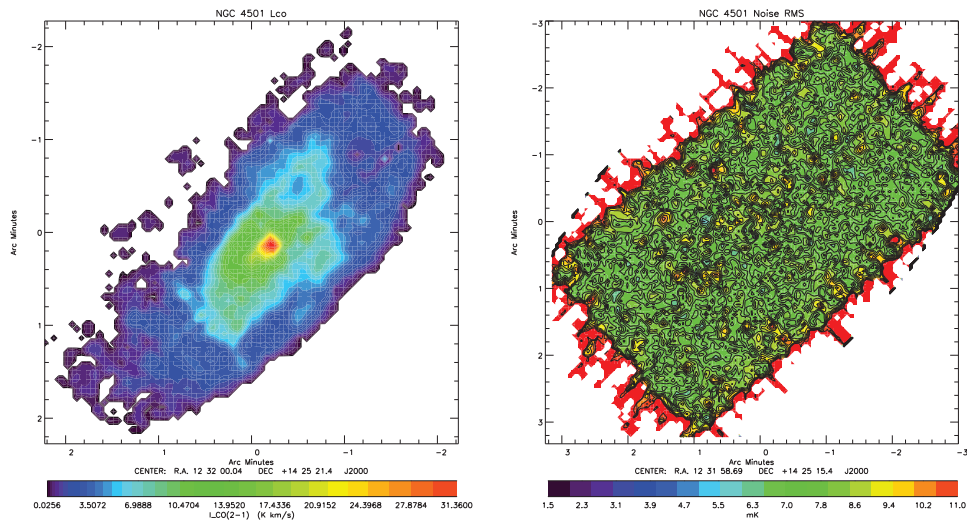 NGC 4501 Lco
-2
-1
0
1
2
2 1 0 -1 -2
Arc Minutes
Arc Minutes
CENTER: R.A. 12 32 00.04 DEC +14 25 21.4 J2000
0.0256 3.5072 6.9888 10.4704 13.9520 17.4336 20.9152 24.3968 27.8784 31.3600
I_CO(2-1) (K km/s)
NGC 4501 Noise RMS
-3
-2
-1
0
1
2
3
3 2 1 0 -1 -2 -3
Arc Minutes
Arc Minutes
CENTER: R.A. 12 31 58.69 DEC +14 25 15.4 J2000
1.5 2.3 3.1 3.9 4.7 5.5 6.3 7.0 7.8 8.6 9.4 10.2 11.0
mK